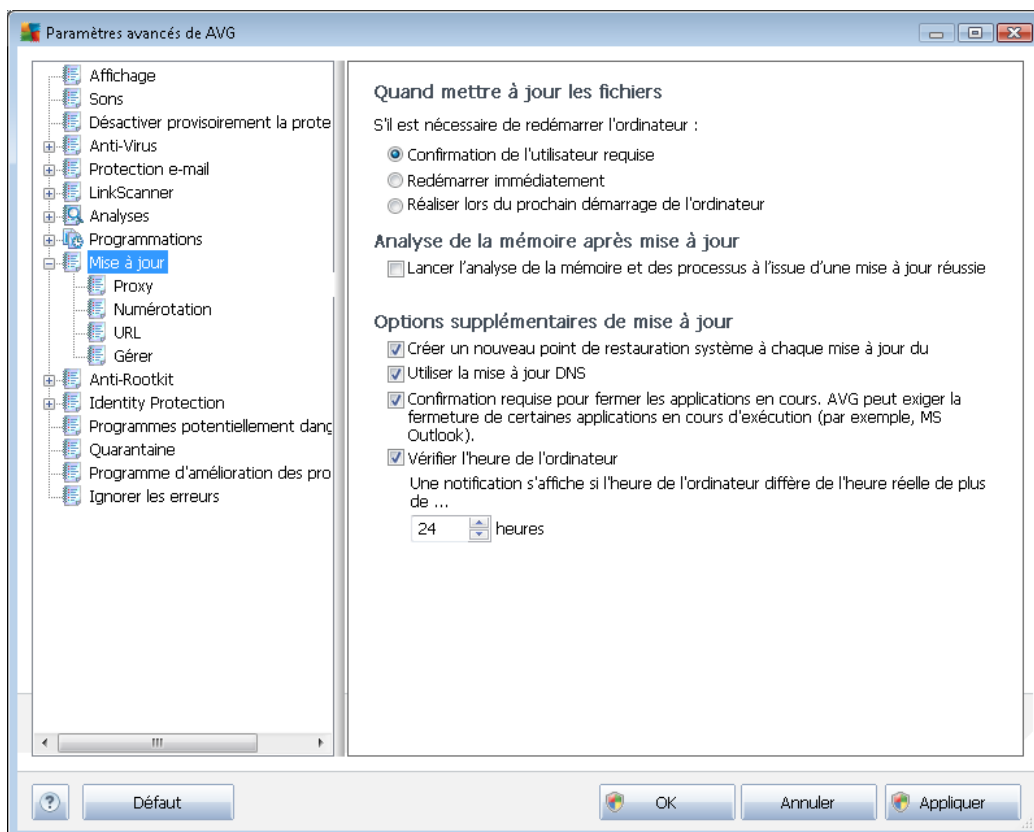 Paramètres avancés de AVG
Affichage
Sons
Désactiver provisoirement la prote
Anti-Virus
Protection e-mail
LinkScanner
Analyses
Programmations
Mise à jour
Proxy
Numérotation
URL
Gérer
Anti-Rootkit
Identity Protection
Programmes potentiellement dang
Quarantaine
Programme d'amélioration des pro
Ignorer les erreurs
Quand mettre à jour les fichiers
S'il est nécessaire de redémarrer l'ordinateur :
Confirmation de l'utilisateur requise
Redémarrer immédiatement
Réaliser lors du prochain démarrage de l'ordinateur
Analyse de la mémoire après mise à jour
Lancer l’analyse de la mémoire et des processus à l’issue d’une mise à jour réussie
Options supplémentaires de mise à jour
Créer un nouveau point de restauration système à chaque mise à jour du
Utiliser la mise à jour DNS
Confirmation requise pour fermer les applications en cours. AVG peut exiger la
fermeture de certaines applications en cours d'exécution (par exemple, MS
Outlook).
Vérifier l'heure de l'ordinateur
Une notification s'affiche si l'heure de l'ordinateur diffère de l'heure réelle de plus
de ...
24 heures
? Défaut OK Annuler Appliquer